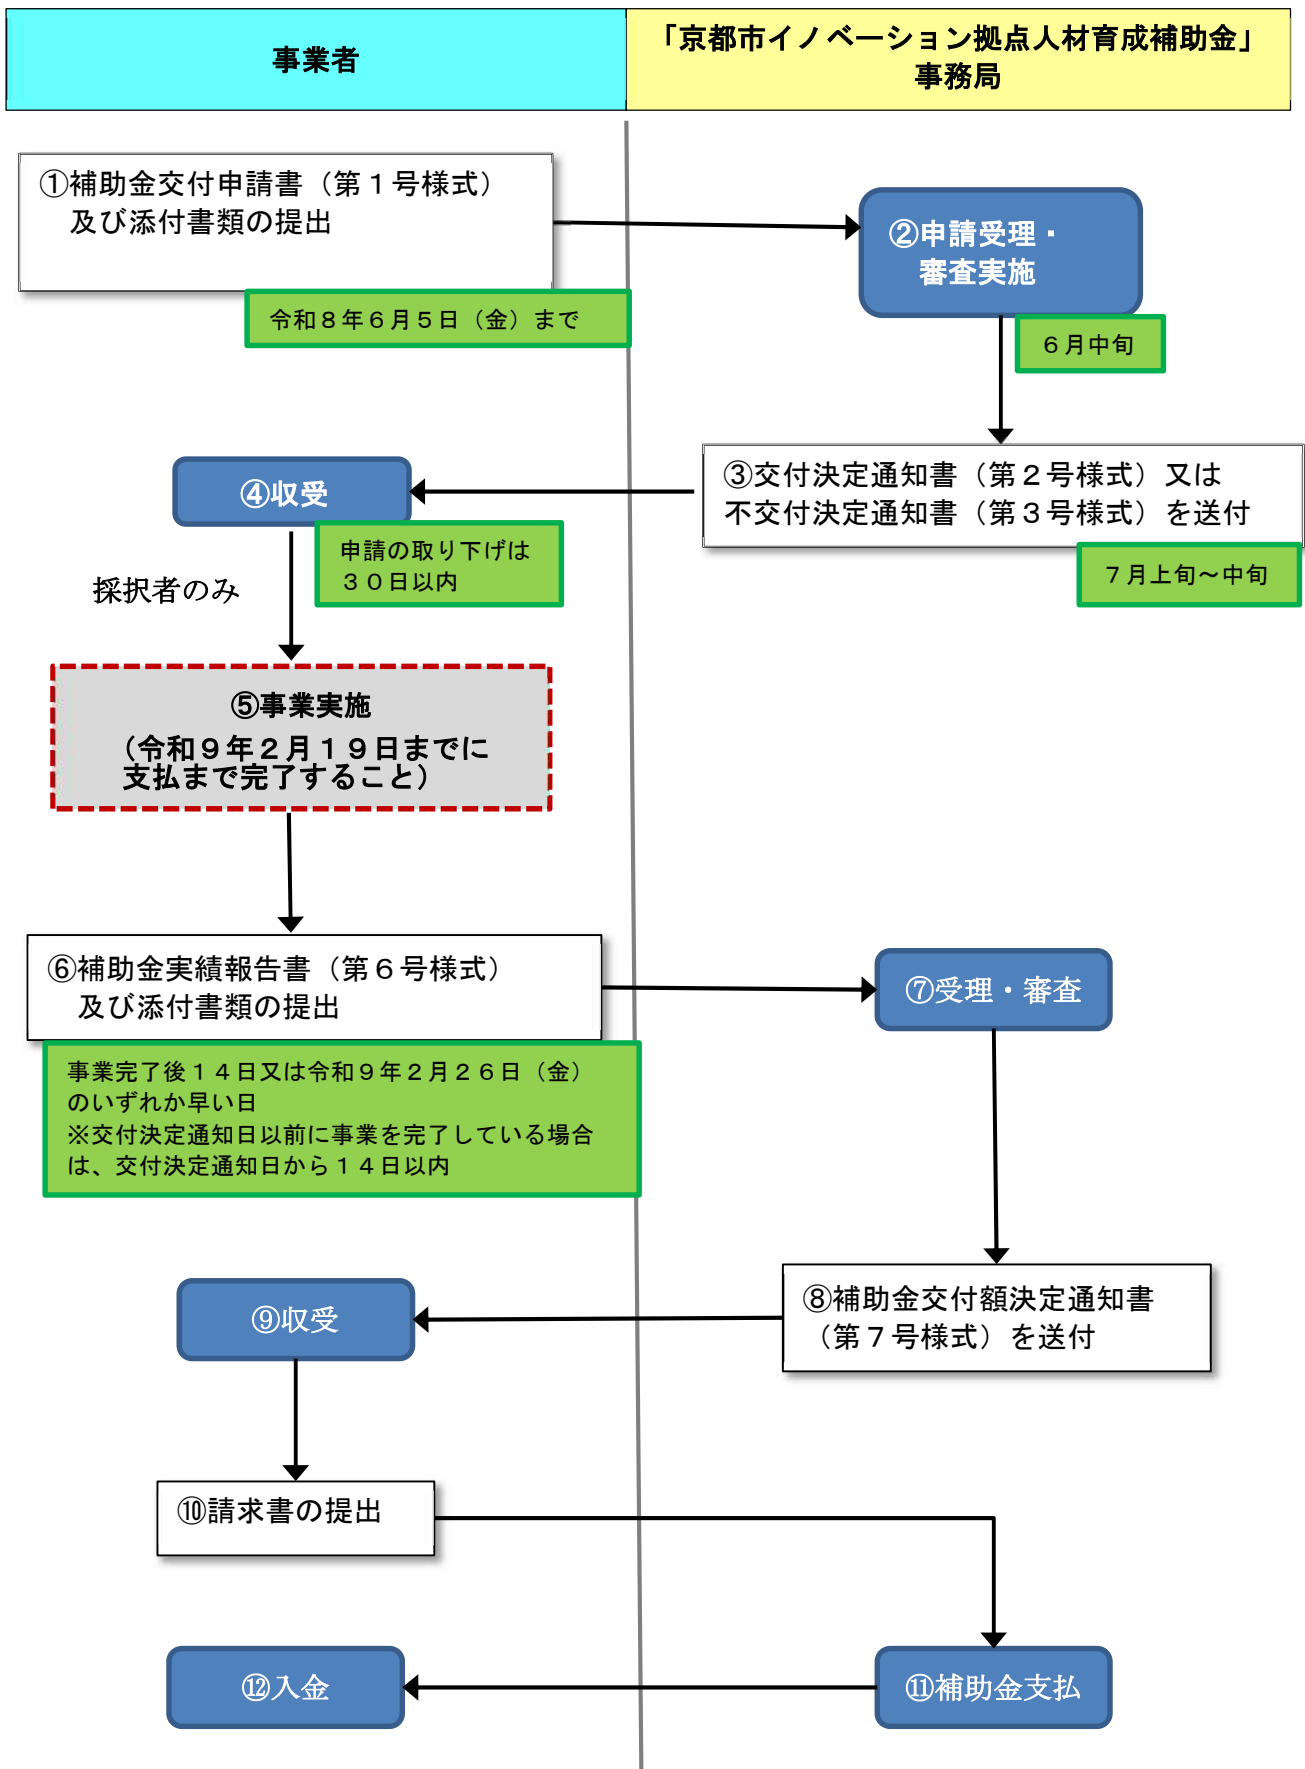 事業者
「京都市イノベーション拠点人材育成補助金」
事務局
①補助金交付申請書（第１号様式）
及び添付書類の提出
令和８年６月５日（金）まで
②申請受理・
審査実施
６月中旬
③交付決定通知書（第２号様式）又は
不交付決定通知書（第３号様式）を送付
７月上旬～中旬
④収受
申請の取り下げは
３０日以内
採択者のみ
⑤事業実施
（令和９年２月１９日までに
支払まで完了すること）
⑥補助金実績報告書（第６号様式）
及び添付書類の提出
事業完了後１４日又は令和９年２月２６日（金）
のいずれか早い日
※交付決定通知日以前に事業を完了している場合
は、交付決定通知日から１４日以内
⑦受理・審査
⑧補助金交付額決定通知書
（第７号様式）を送付
⑨収受
⑩請求書の提出
⑪補助金支払
⑫入金